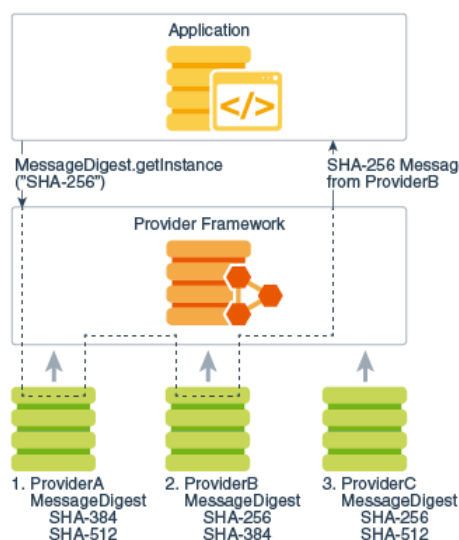 Application
</>
MessageDigest.getInstance
("SHA-256")
SHA-256 Message
from ProviderB
Provider Framework
1. ProviderA
MessageDigest
SHA-384
SHA-512
2. ProviderB
MessageDigest
SHA-256
SHA-384
3. ProviderC
MessageDigest
SHA-256
SHA-512